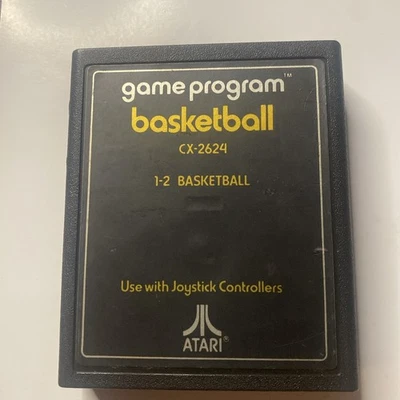 game program™
basketball
CX-2624
1-2 BASKETBALL
Use with Joystick Controllers
ATARI®